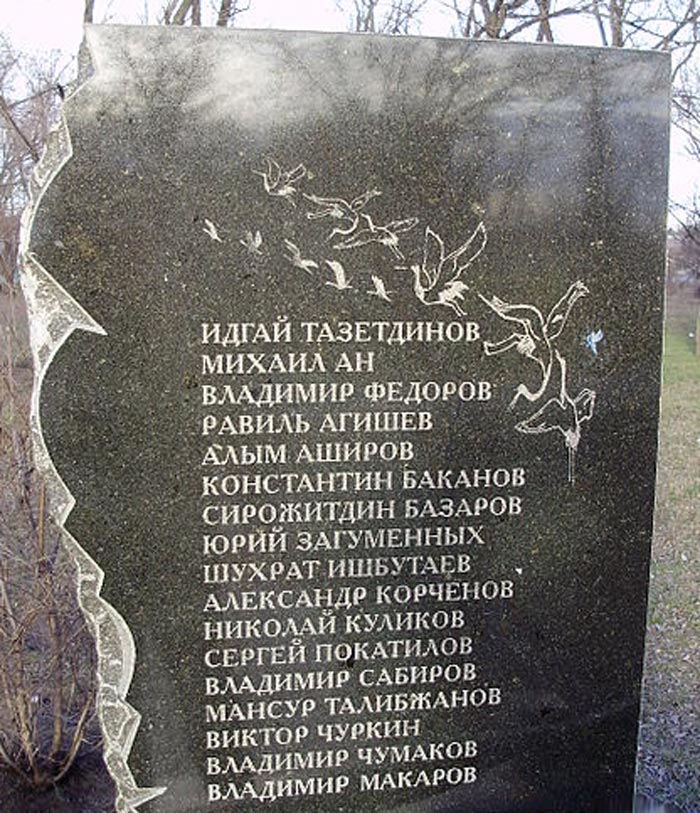 ИДГАЙ ТАЗЕТДИНОВ
МИХАИЛ АН
ВЛАДИМИР ФЕДОРОВ
РАВИЛЬ АГИШЕВ
АЛЫМ АШИРОВ
КОНСТАНТИН БАКАНОВ
СИРОЖИТДИН БАЗАРОВ
ЮРИЙ ЗАГУМЕННЫХ
ШУХРАТ ИШБУТАЕВ
АЛЕКСАНДР КОРЧЕНОВ
НИКОЛАЙ КУЛИКОВ
СЕРГЕЙ ПОКАТИЛОВ
ВЛАДИМИР САБИРОВ
МАНСУР ТАЛИБЖАНОВ
ВИКТОР ЧУРКИН
ВЛАДИМИР ЧУМАКОВ
ВЛАДИМИР МАКАРОВ